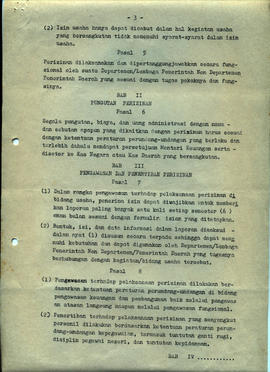 - 3 -
(2) Izin usaha hanya dapat dicabut dalam hal kegiatan usaha
yang bersangkutan tidak memenuhi syarat-syarat dalam izin
usaha.
Pasal 5
Perizinan dilaksanakan dan dipertanggungjawabkan secara fungsi
onal oleh suatu Departemen/Lembaga Pemerintah Non Departemen
Pemerintah Daerah yang sesuai dengan tugas pokoknya dan fungsi-
nya.
BAB II
PUNGUTAN PERIZINAN
Pasal 6
Segala pungutan, biaya, dan uang administrasi dengan nama dan
sebutan apapun yang dikaitkan dengan perizinan harus sesuai
dengan ketentuan peraturan perundang-undangan yang berlaku dan
terlebih dahulu mendapat persetujuan Menteri Keuangan serta
disetor ke Kas Negara atau Kas Daerah yang bersangkutan.
BAB III
PENGAWASAN DAN PENERTIBAN PERIZINAN
Pasal 7
(1) Dalam rangka pengawasan terhadap pelaksanaan perizinan di
bidang usaha, penerima izin dapat diwajibkan untuk memberi
kan laporan paling banyak satu kali setiap semester (6)
enam bulan sesuai dengan formulir izin yang ditetapkan.
(2) Bentuk, isi, dan data informasi dalam laporan dimaksud
dalam ayat (1) disusun secara terpadu sehingga dapat meme
nuhi kebutuhan dan dapat digunakan oleh Departemen/Lembaga
Pemerintah Non Departemen/Pemerintah Daerah yang tugasnya
berhubungan dengan kegiatan/bidang usaha tersebut.
Pasal 8
(1) Pengawasan terhadap pelaksanaan perizinan dilakukan ber-
dasarkan ketentuan peraturan perundang-undangan di bidang
pengawasan keuangan dan pembangunan baik melalui pengawas
an atasan langsung maupun melalui pengawasan fungsional.
(2) Penertiban terhadap pelaksanaan perizinan yang menyangkut
personil dilakukan berdasarkan ketentuan peraturan perun-
dang-undangan kepegawaian, termasuk tuntutan ganti rugi,
disiplin pegawai negeri, dan tuntutan kepidanaan.
BAB IV ............